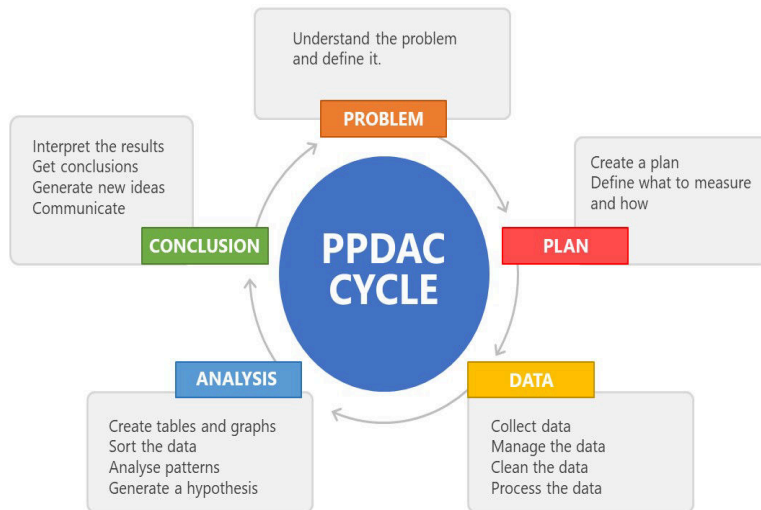 Understand the problem
and define it.
PROBLEM
Interpret the results
Get conclusions
Generate new ideas
Communicate
CONCLUSION
Create a plan
Define what to measure
and how
PLAN
PPDAC
CYCLE
ANALYSIS
Create tables and graphs
Sort the data
Analyse patterns
Generate a hypothesis
DATA
Collect data
Manage the data
Clean the data
Process the data